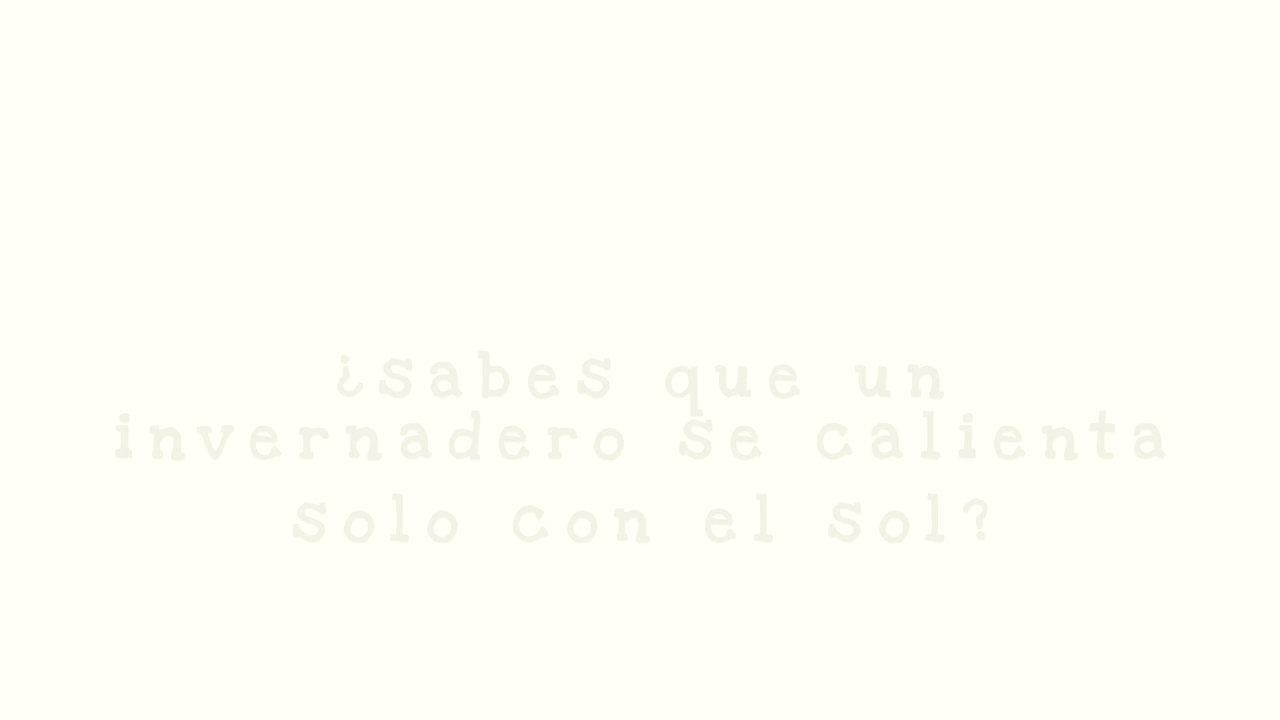 ¿sabes que un
invernadero se calienta
solo con el sol?